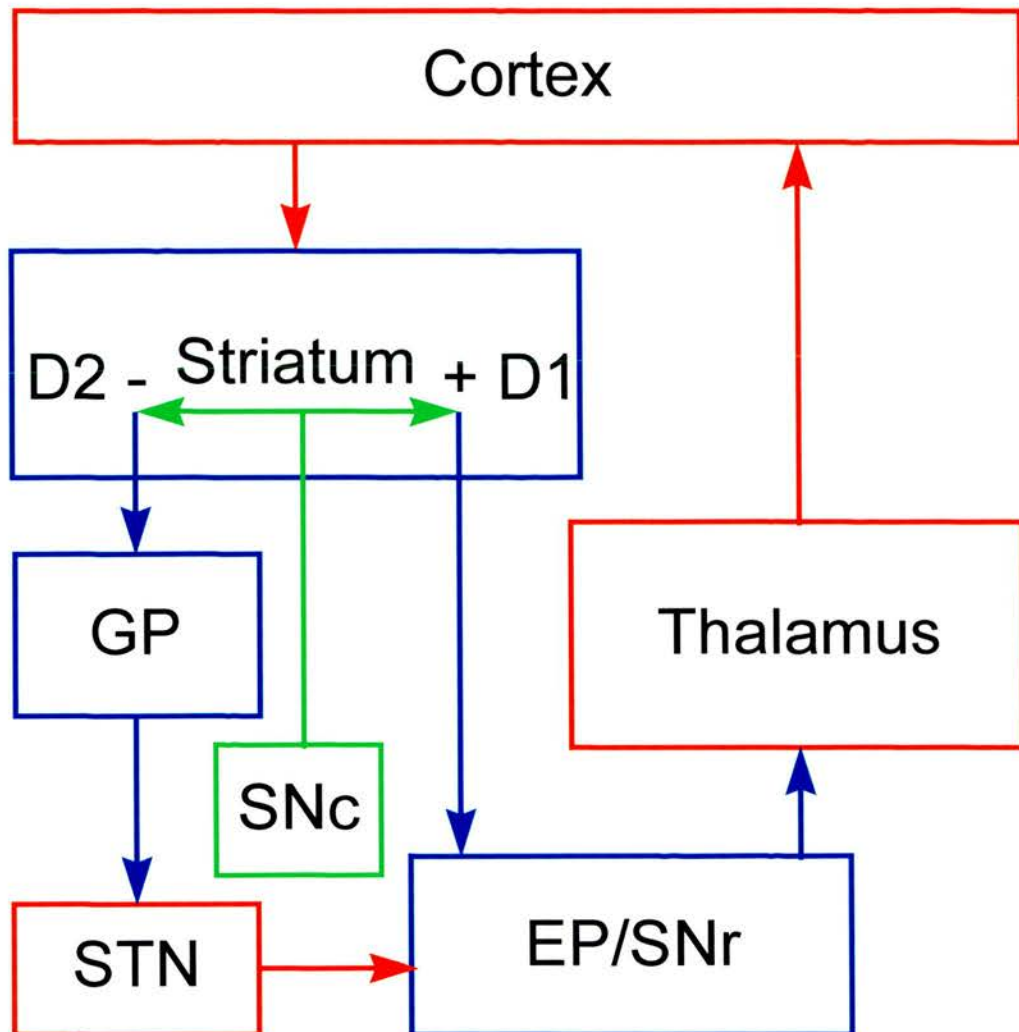 Cortex
D2 - Striatum + D1
GP
Thalamus
SNc
STN
EP/SNr